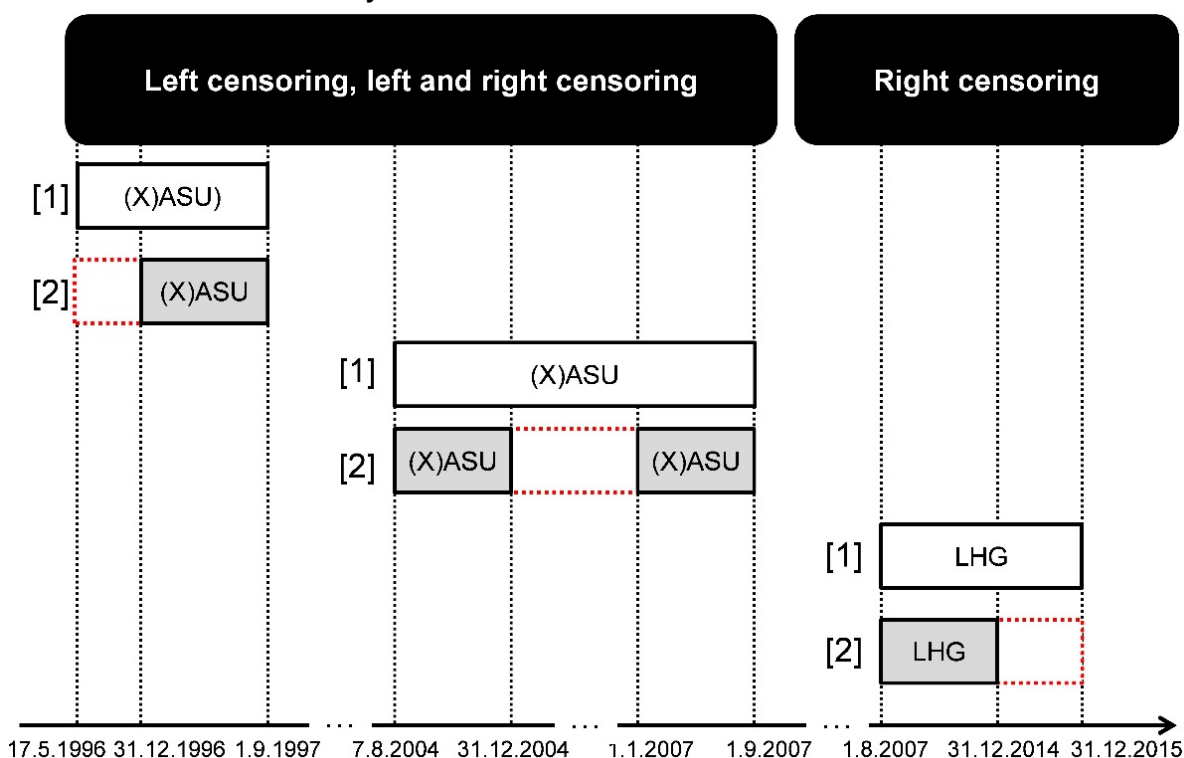 Left censoring, left and right censoring
Right censoring
[1] (X)ASU)
[2] (X)ASU
[1] (X)ASU
[2] (X)ASU (X)ASU
[1] LHG
[2] LHG
... ... ...
17.5.1996 31.12.1996 1.9.1997 7.8.2004 31.12.2004 1.1.2007 1.9.2007 1.8.2007 31.12.2014 31.12.2015